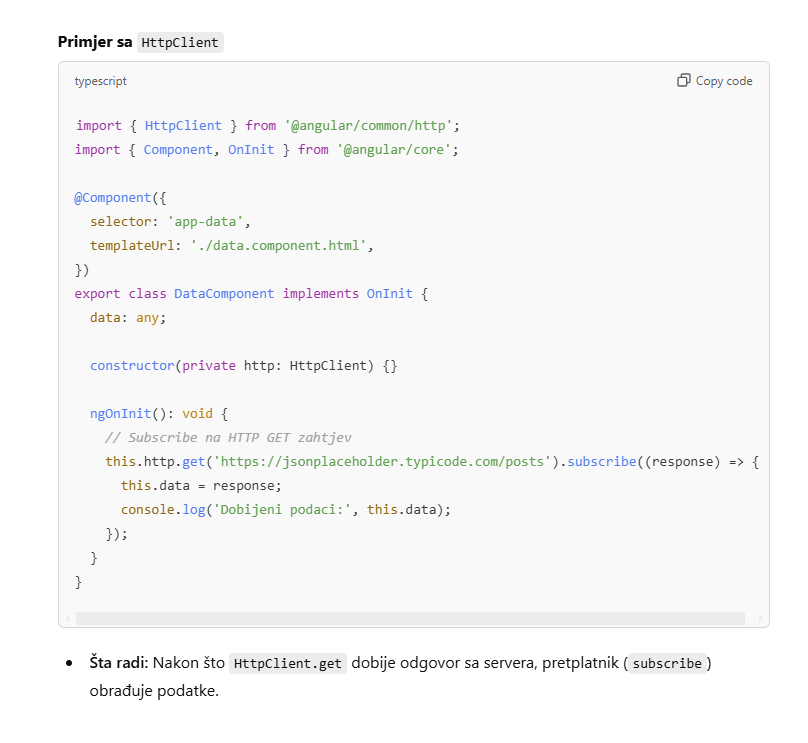 Primjer sa HttpClient
typescript
Copy code
import { HttpClient } from '@angular/common/http';
import { Component, OnInit } from '@angular/core';
@Component({
  selector: 'app-data',
  templateUrl: './data.component.html',
})
export class DataComponent implements OnInit {
  data: any;
  constructor(private http: HttpClient) {}
  ngOnInit(): void {
    // Subscribe na HTTP GET zahtjev
    this.http.get('https://jsonplaceholder.typicode.com/posts').subscribe((response) => {
      this.data = response;
      console.log('Dobijeni podaci:', this.data);
    });
  }
}
• Šta radi: Nakon što HttpClient.get dobije odgovor sa servera, pretplatnik ( subscribe )
obrađuje podatke.